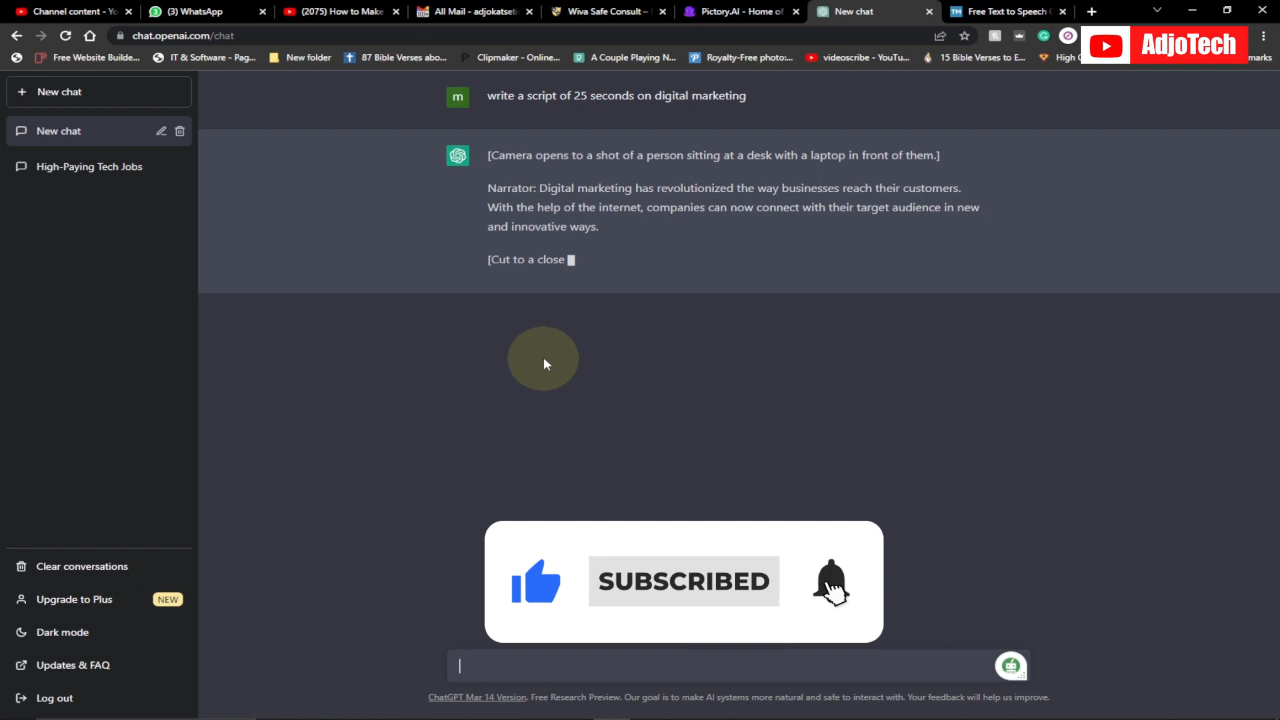 Channel content - Yo
(3) WhatsApp
(2075) How to Make
All Mail - adjokatseti
Wiva Safe Consult –
Pictory.AI - Home of
New chat
Free Text to Speech O
chat.openai.com/chat
AdjoTech
Free Website Builde...
IT & Software - Pag...
New folder
87 Bible Verses abo...
Clipmaker - Online...
A Couple Playing N...
Royalty-Free photo:...
videoscribe - YouTu...
15 Bible Verses to E...
High
New chat
New chat
High-Paying Tech Jobs
m
write a script of 25 seconds on digital marketing
[Camera opens to a shot of a person sitting at a desk with a laptop in front of them.]
Narrator: Digital marketing has revolutionized the way businesses reach their customers.
With the help of the internet, companies can now connect with their target audience in new
and innovative ways.
[Cut to a close
SUBSCRIBED
Clear conversations
Upgrade to Plus NEW
Dark mode
Updates & FAQ
Log out
ChatGPT Mar 14 Version. Free Research Preview. Our goal is to make AI systems more natural and safe to interact with. Your feedback will help us improve.